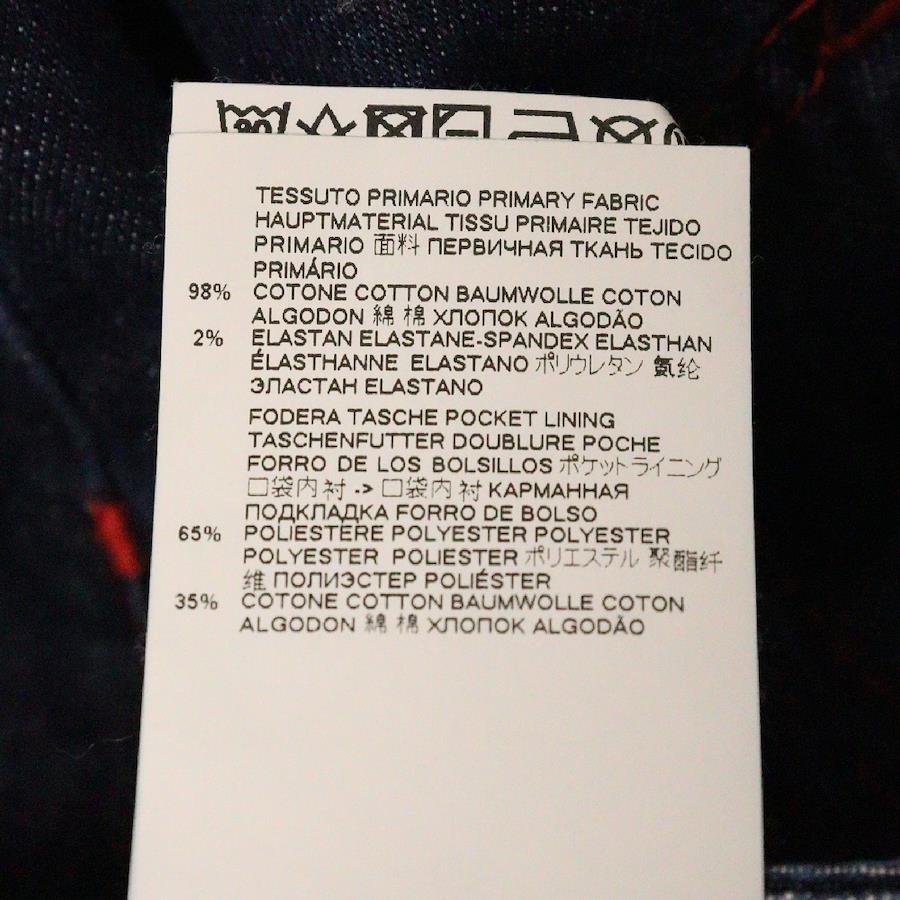 30
TESSUTO PRIMARIO PRIMARY FABRIC
HAUPTMATERIAL TISSU PRIMAIRE TEJIDO
PRIMARIO 面料 ПЕРВИЧНАЯ ТКАНЬ TECIDO
PRIMÁRIO
98% COTONE COTTON BAUMWOLLE COTON
ALGODON 綿 棉 ХЛОПОК ALGODÃO
2% ELASTAN ELASTANE-SPANDEX ELASTHAN
ÉLASTHANNE ELASTANO ポリウレタン 氨纶
ЭЛАСТАН ELASTANO
FODERA TASCHE POCKET LINING
TASCHENFUTTER DOUBLURE POCHE
FORRO DE LOS BOLSILLOS ポケットライニング
口袋内衬 -> 口袋内衬 КАРМАННАЯ
ПОДКЛАДКА FORRO DE BOLSO
65% POLIESTERE POLYESTER POLYESTER
POLYESTER POLIESTER ポリエステル 聚酯纤
维 ПОЛИЭСТЕР POLIÉSTER
35% COTONE COTTON BAUMWOLLE COTON
ALGODON 綿 棉 ХЛОПОК ALGODÃO